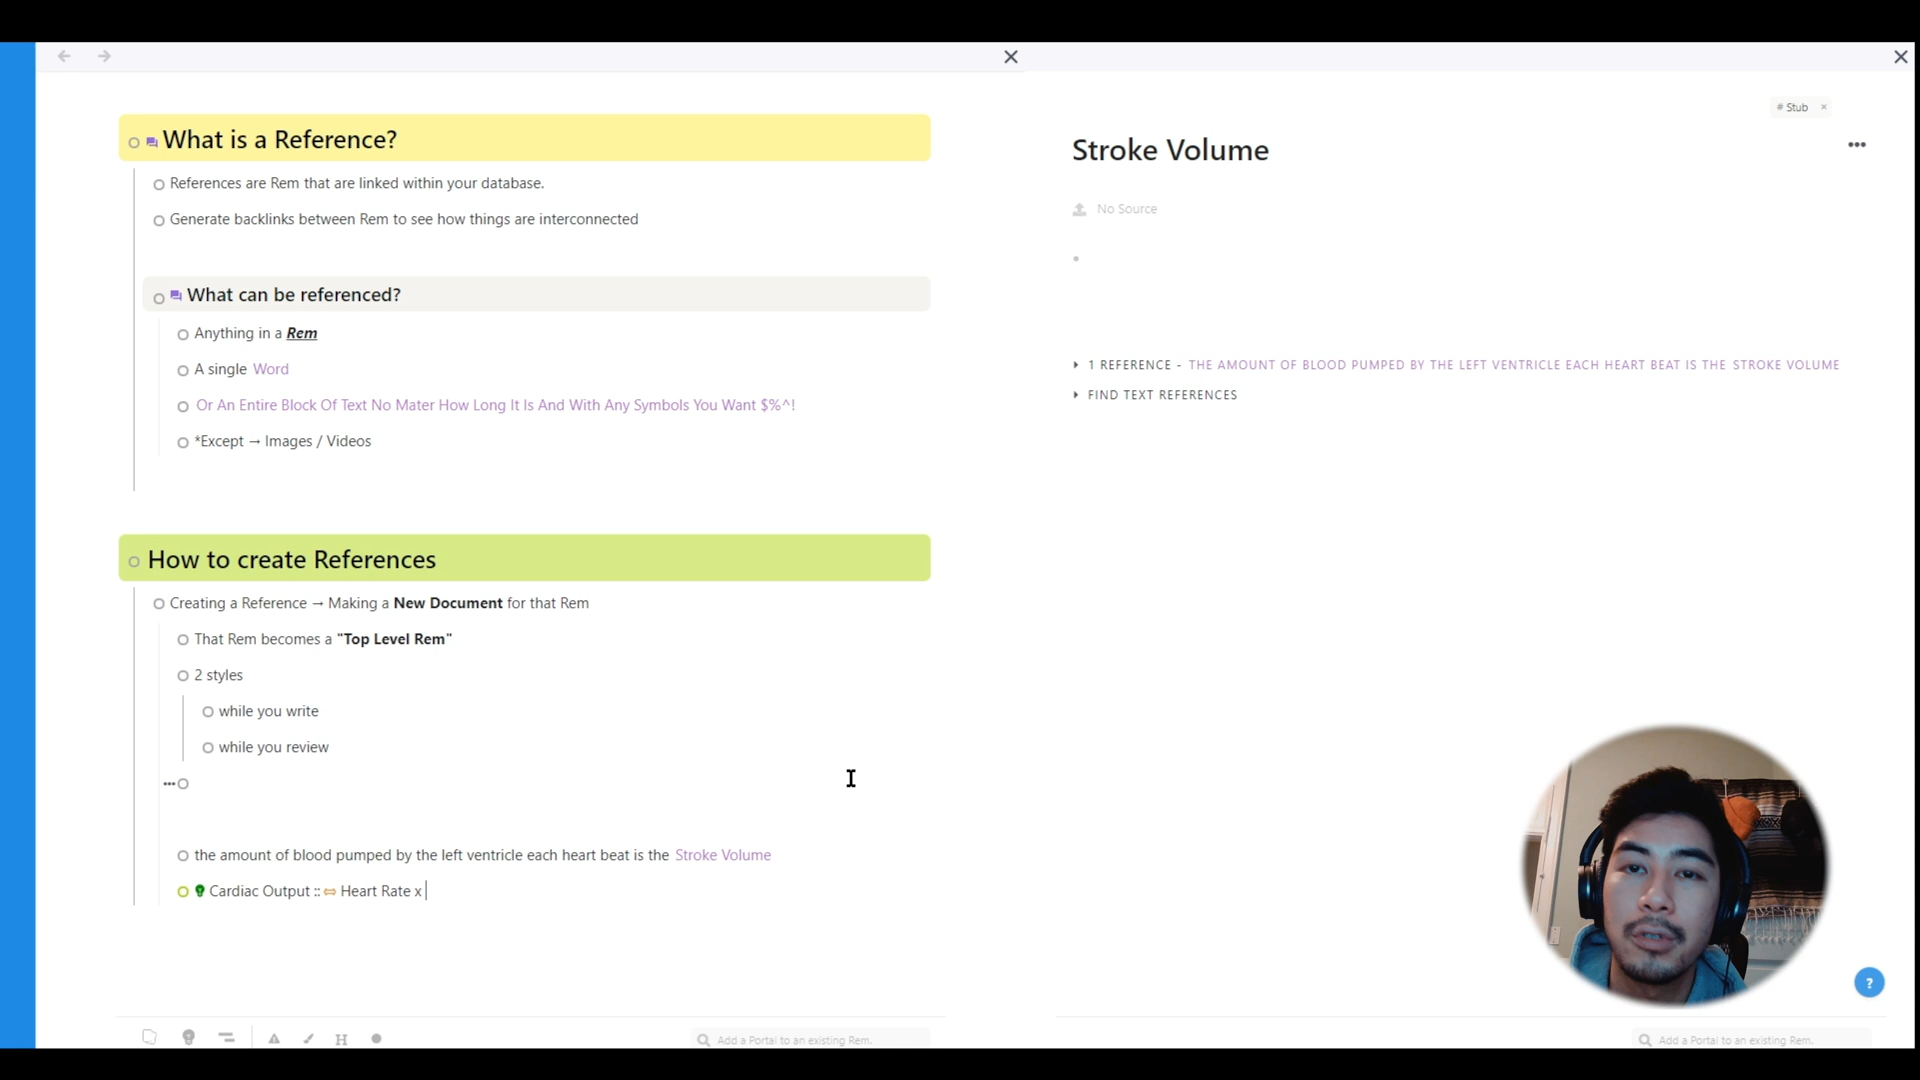 What is a Reference?
References are Rem that are linked within your database.
Generate backlinks between Rem to see how things are interconnected
What can be referenced?
Anything in a Rem
A single Word
Or An Entire Block Of Text No Mater How Long It Is And With Any Symbols You Want $%^!
*Except → Images / Videos
How to create References
Creating a Reference → Making a New Document for that Rem
That Rem becomes a "Top Level Rem"
2 styles
while you write
while you review
the amount of blood pumped by the left ventricle each heart beat is the Stroke Volume
Cardiac Output :: ⇔ Heart Rate x
H
Add a Portal to an existing Rem.
# Stub ×
Stroke Volume
No Source
1 REFERENCE - THE AMOUNT OF BLOOD PUMPED BY THE LEFT VENTRICLE EACH HEART BEAT IS THE STROKE VOLUME
FIND TEXT REFERENCES
?
Add a Portal to an existing Rem.